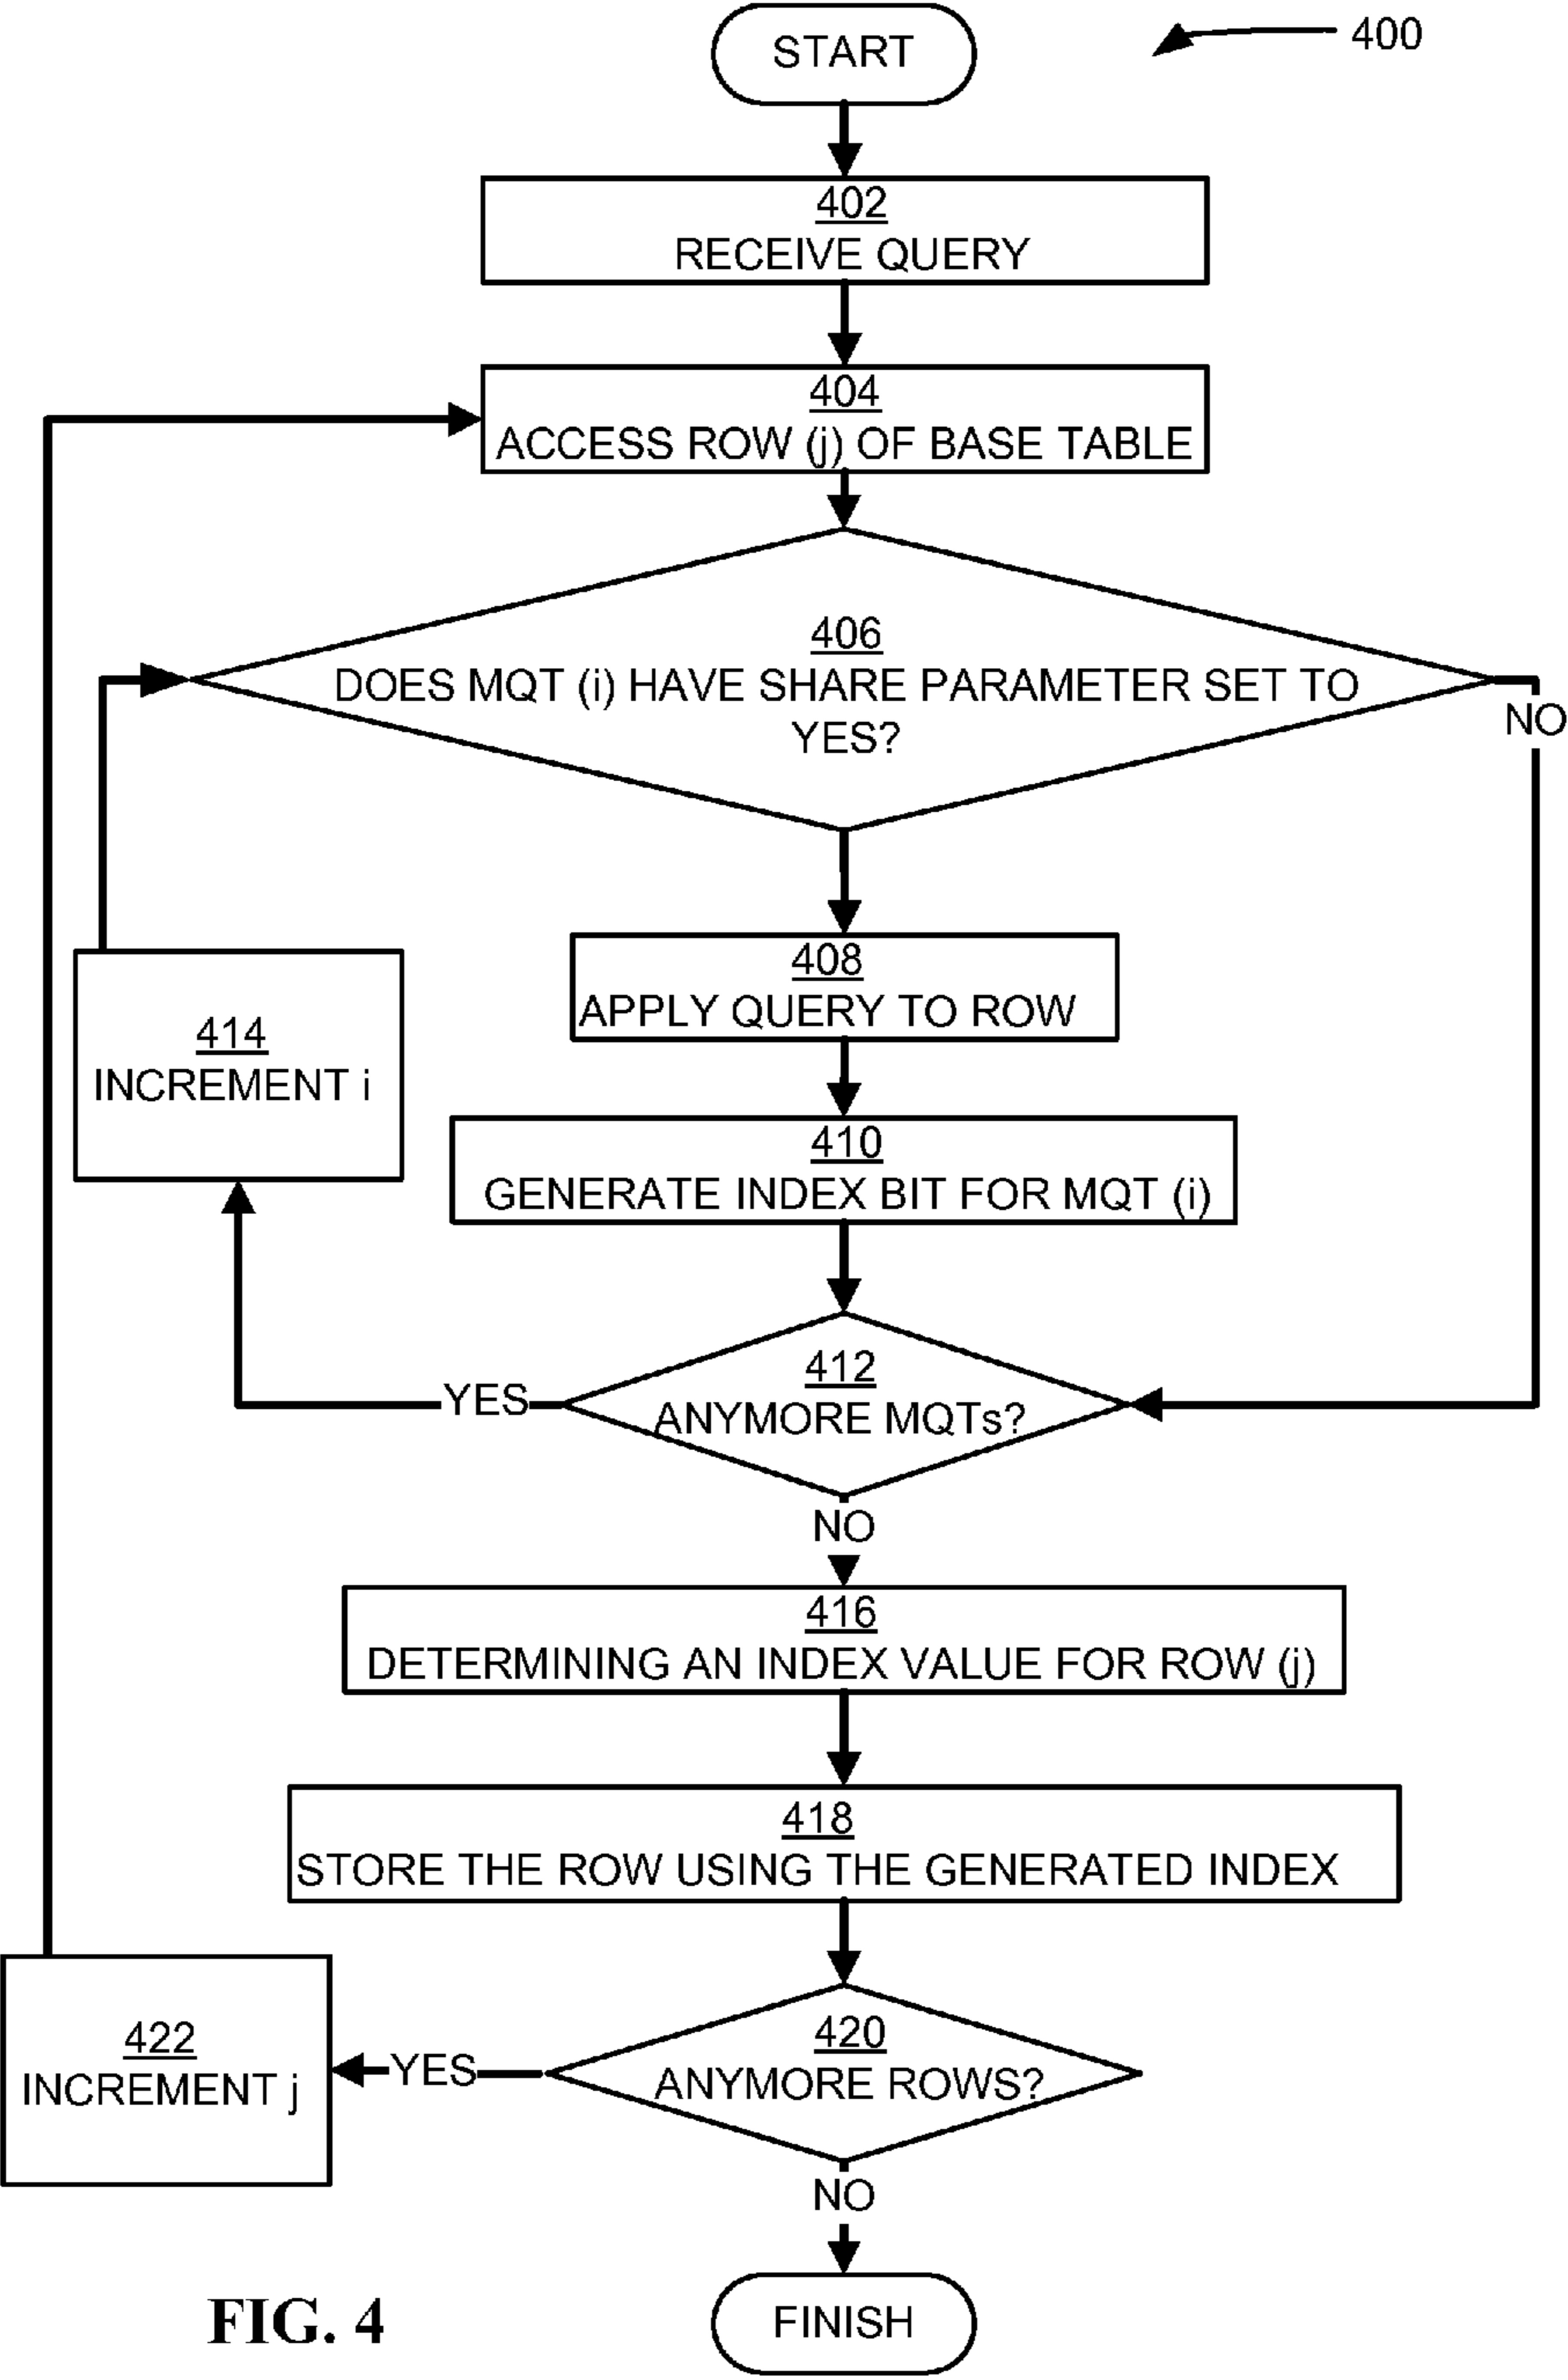 START
400
402
RECEIVE QUERY
404
ACCESS ROW (j) OF BASE TABLE
406
DOES MQT (i) HAVE SHARE PARAMETER SET TO
YES?
NO
408
APPLY QUERY TO ROW
414
INCREMENT i
410
GENERATE INDEX BIT FOR MQT (i)
412
ANYMORE MQTs?
YES
NO
416
DETERMINING AN INDEX VALUE FOR ROW (j)
418
STORE THE ROW USING THE GENERATED INDEX
420
ANYMORE ROWS?
YES
422
INCREMENT j
NO
FINISH
FIG. 4